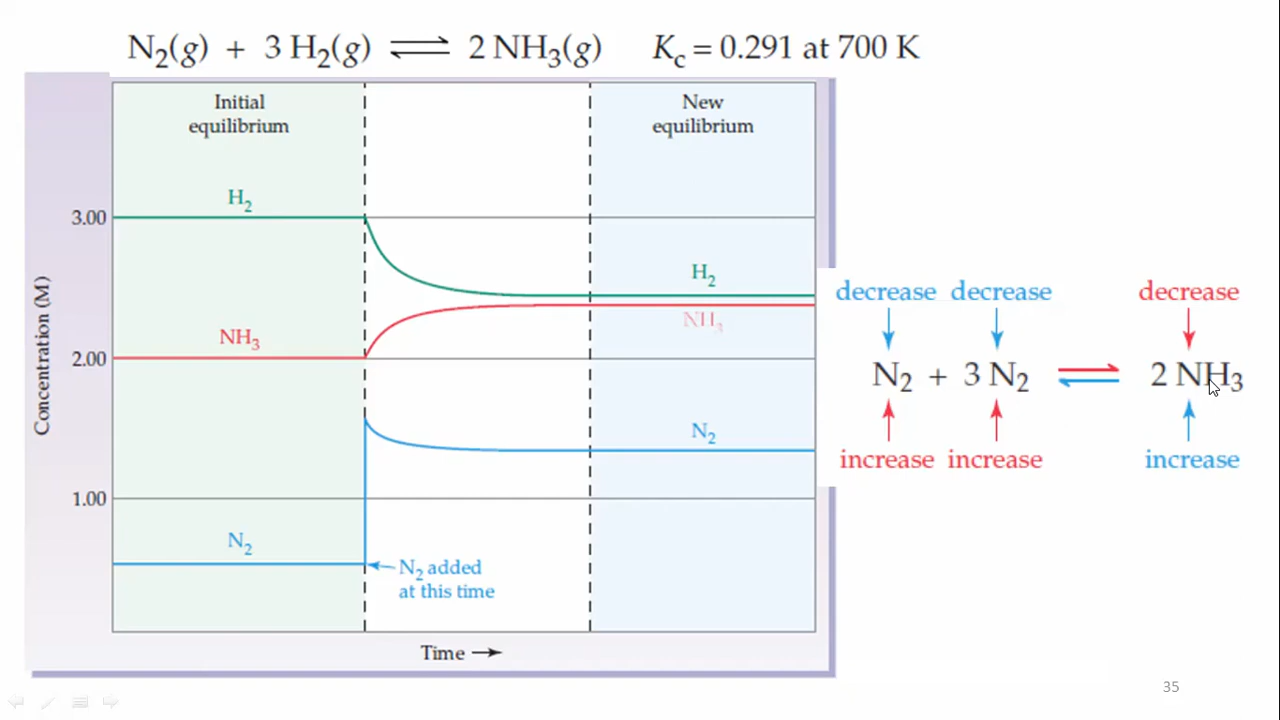 N₂(g) + 3 H₂(g) ⇌ 2 NH₃(g) K꜀ = 0.291 at 700 K
Initial
equilibrium
New
equilibrium
H₂
3.00
H₂
NH₃
NH₃
2.00
N₂
1.00
N₂
N₂ added
at this time
Concentration (M)
Time →
decrease decrease decrease
N₂ + 3 N₂ ⇌ 2 NH₃
increase increase increase
35